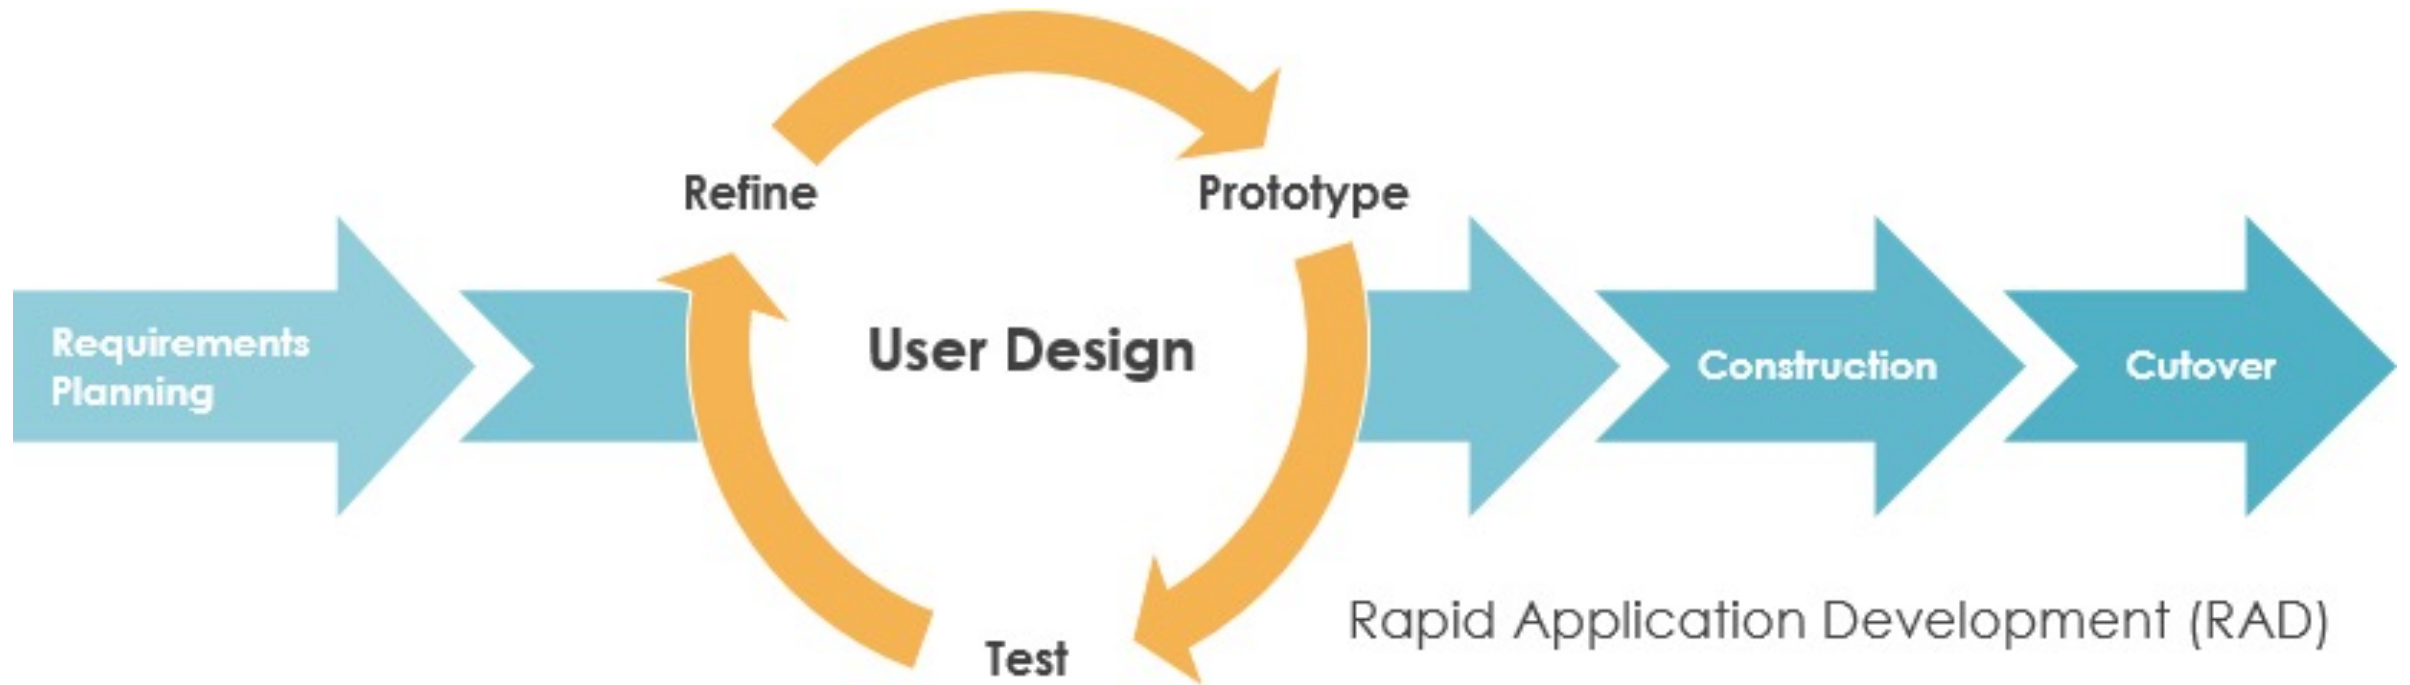 Refine
Prototype
Requirements
Planning
User Design
Construction
Cutover
Test
Rapid Application Development (RAD)